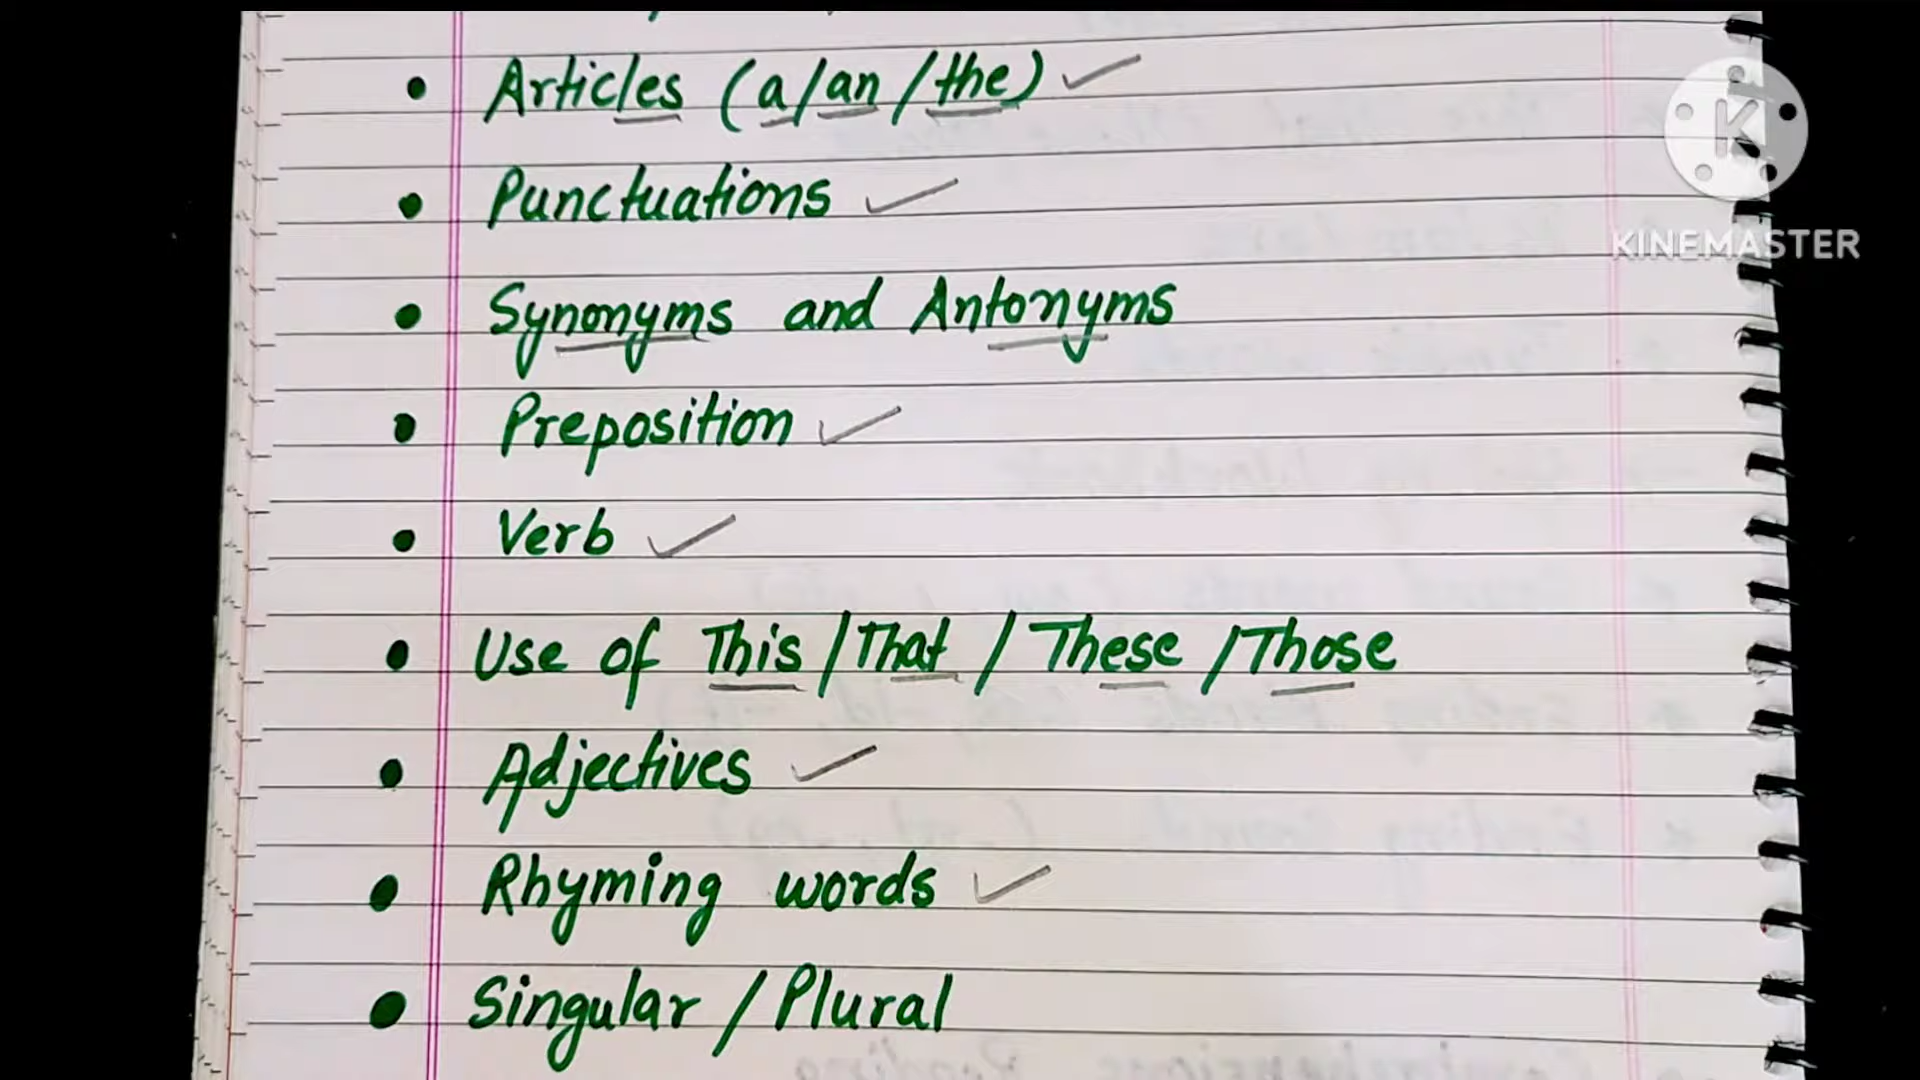 • Articles (a/an/the) ✓
• Punctuations ✓
• Synonyms and Antonyms
• Preposition ✓
• Verb ✓
• Use of This/That/These/Those
• Adjectives ✓
• Rhyming words ✓
• Singular/Plural
KINEMASTER